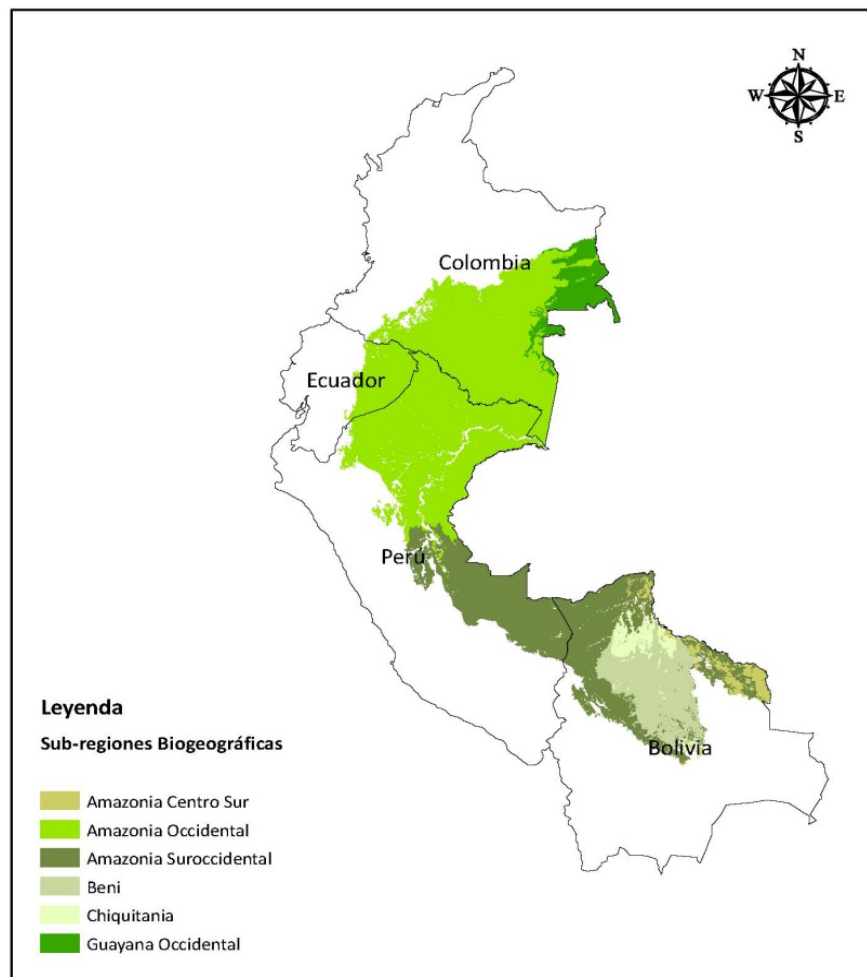 N
W E
S
Colombia
Ecuador
Perú
Bolivia
Leyenda
Sub-regiones Biogeográficas
Amazonia Centro Sur
Amazonia Occidental
Amazonia Suroccidental
Beni
Chiquitania
Guayana Occidental